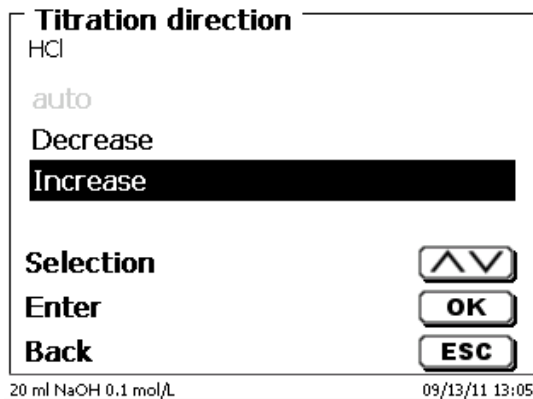 Titration direction
HCl
auto
Decrease
Increase
Selection
Enter OK
Back ESC
20 ml NaOH 0.1 mol/L 09/13/11 13:05